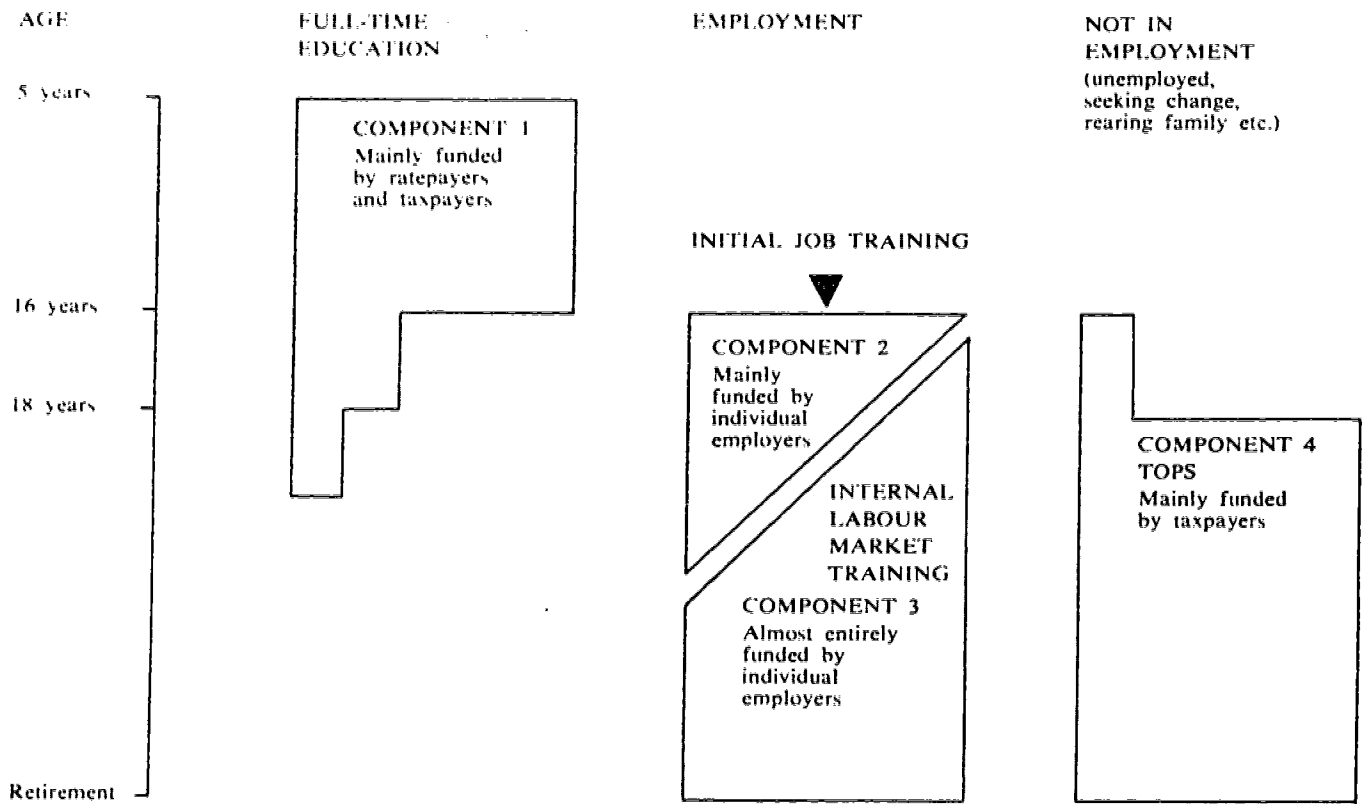 AGE
FULL-TIME
EDUCATION
EMPLOYMENT
NOT IN
EMPLOYMENT
(unemployed,
seeking change,
rearing family etc.)
5 years
COMPONENT 1
Mainly funded
by ratepayers
and taxpayers
INITIAL JOB TRAINING
16 years
COMPONENT 2
Mainly
funded by
individual
employers
18 years
COMPONENT 4
TOPS
Mainly funded
by taxpayers
INTERNAL
LABOUR
MARKET
TRAINING
COMPONENT 3
Almost entirely
funded by
individual
employers
Retirement